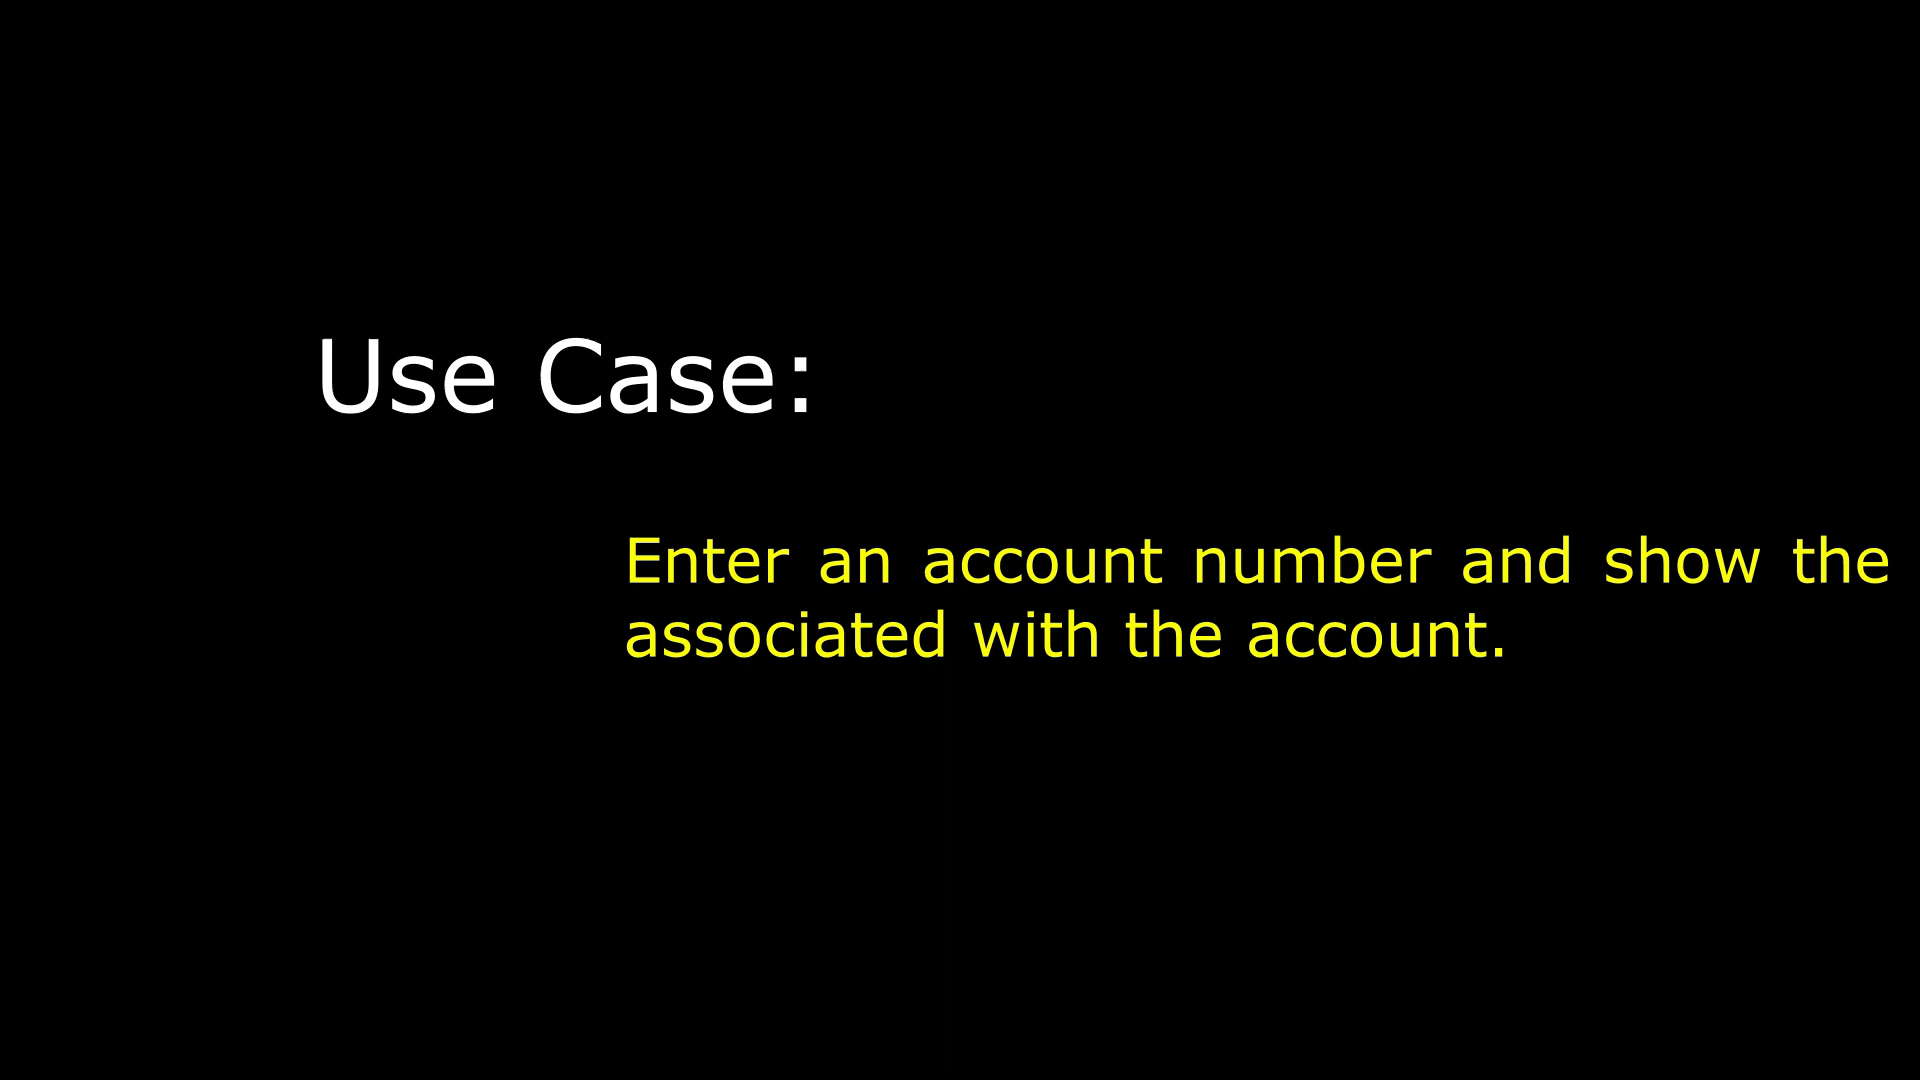 Use Case:
Enter an account number and show the
associated with the account.